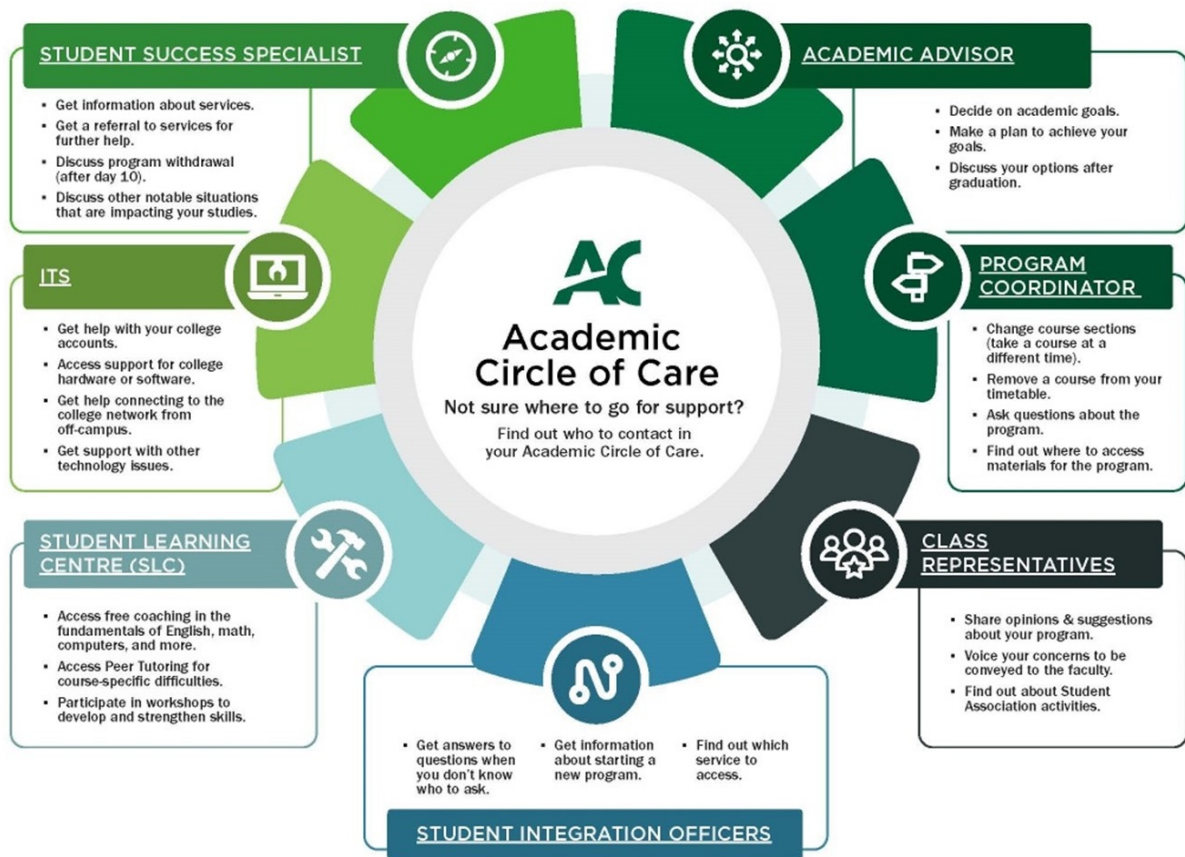 STUDENT SUCCESS SPECIALIST
▪ Get information about services.
▪ Get a referral to services for
further help.
▪ Discuss program withdrawal
(after day 10).
▪ Discuss other notable situations
that are impacting your studies.
ACADEMIC ADVISOR
▪ Decide on academic goals.
▪ Make a plan to achieve your
goals.
▪ Discuss your options after
graduation.
ITS
▪ Get help with your college
accounts.
▪ Access support for college
hardware or software.
▪ Get help connecting to the
college network from
off-campus.
▪ Get support with other
technology issues.
AC
Academic
Circle of Care
Not sure where to go for support?
Find out who to contact in
your Academic Circle of Care.
PROGRAM
COORDINATOR
▪ Change course sections
(take a course at a
different time).
▪ Remove a course from your
timetable.
▪ Ask questions about the
program.
▪ Find out where to access
materials for the program.
STUDENT LEARNING
CENTRE (SLC)
▪ Access free coaching in the
fundamentals of English, math,
computers, and more.
▪ Access Peer Tutoring for
course-specific difficulties.
▪ Participate in workshops to
develop and strengthen skills.
CLASS
REPRESENTATIVES
▪ Share opinions & suggestions
about your program.
▪ Voice your concerns to be
conveyed to the faculty.
▪ Find out about Student
Association activities.
▪ Get answers to
questions when
you don't know
who to ask.
▪ Get information
about starting a
new program.
▪ Find out which
service to
access.
STUDENT INTEGRATION OFFICERS